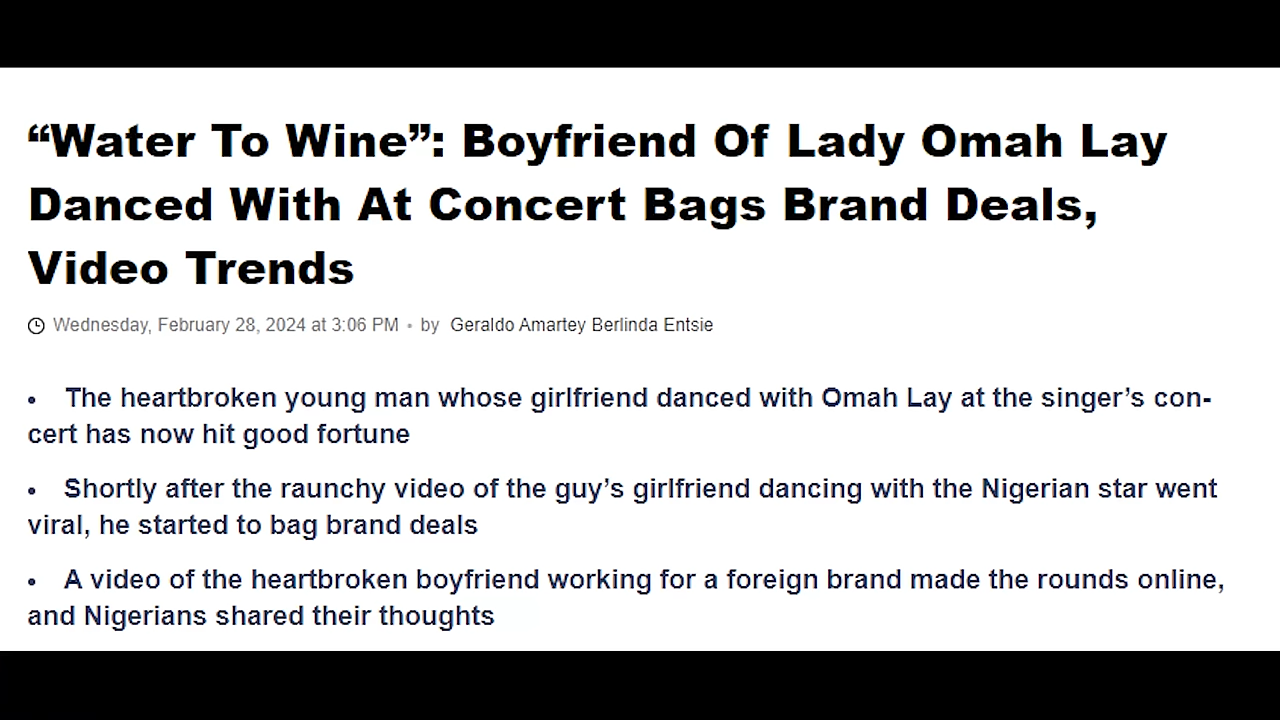 “Water To Wine”: Boyfriend Of Lady Omah Lay
Danced With At Concert Bags Brand Deals,
Video Trends
Wednesday, February 28, 2024 at 3:06 PM • by Geraldo Amartey Berlinda Entsie
• The heartbroken young man whose girlfriend danced with Omah Lay at the singer’s con-
cert has now hit good fortune
• Shortly after the raunchy video of the guy’s girlfriend dancing with the Nigerian star went
viral, he started to bag brand deals
• A video of the heartbroken boyfriend working for a foreign brand made the rounds online,
and Nigerians shared their thoughts